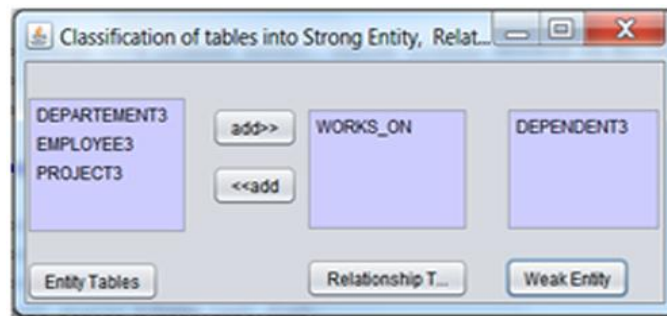 Classification of tables into Strong Entity, Relat...
DEPARTEMENT3
EMPLOYEE3
PROJECT3
add>>
<<add
WORKS_ON
DEPENDENT3
Entity Tables
Relationship T...
Weak Entity